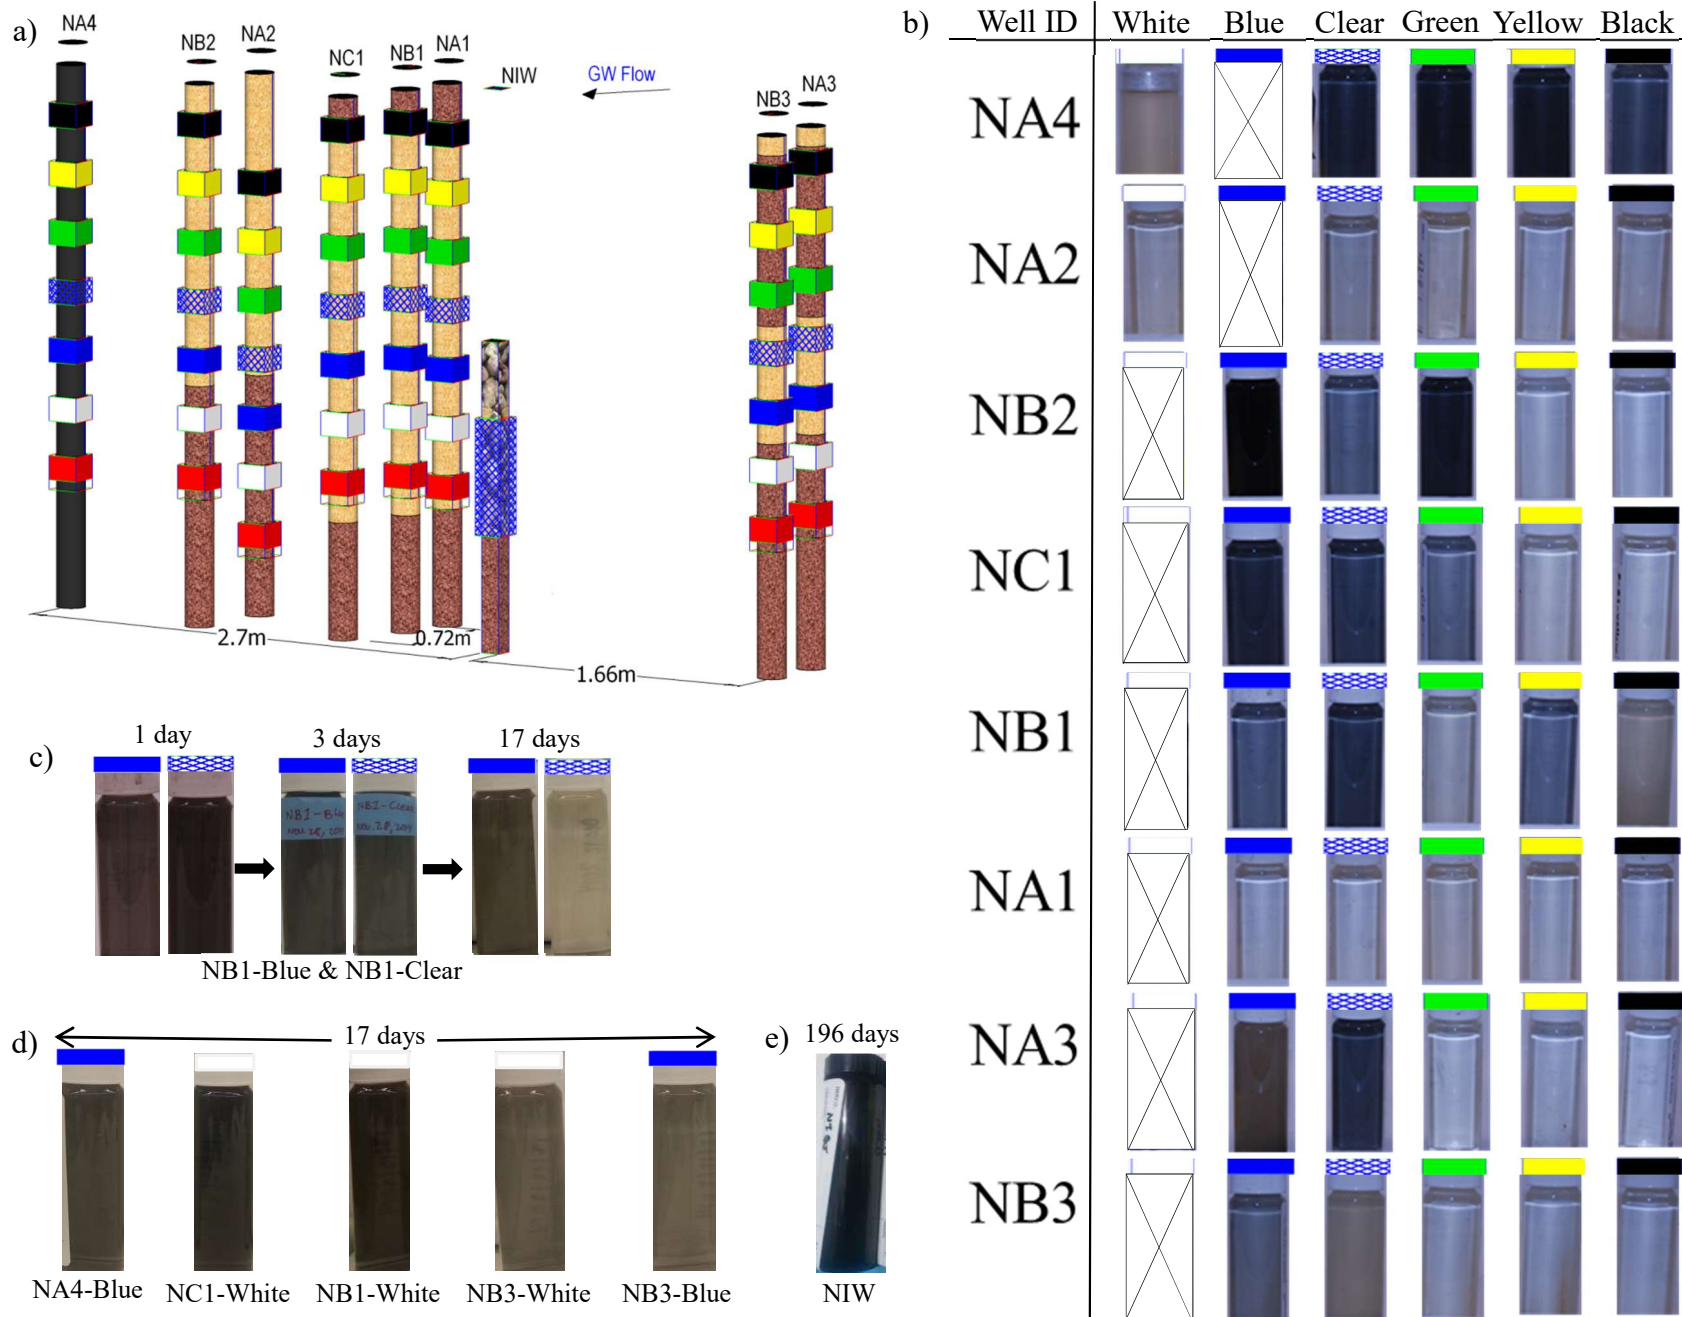 a)
NA4
NB2
NA2
NC1
NB1
NA1
NIW
GW Flow
NB3
NA3
2.7m
0.72m
1.66m
b)
Well ID White Blue Clear Green Yellow Black
NA4
NA2
NB2
NC1
NB1
NA1
NA3
NB3
c)
1 day
3 days
17 days
NB1-Blue & NB1-Clear
d)
17 days
NA4-Blue
NC1-White
NB1-White
NB3-White
NB3-Blue
e)
196 days
NIW